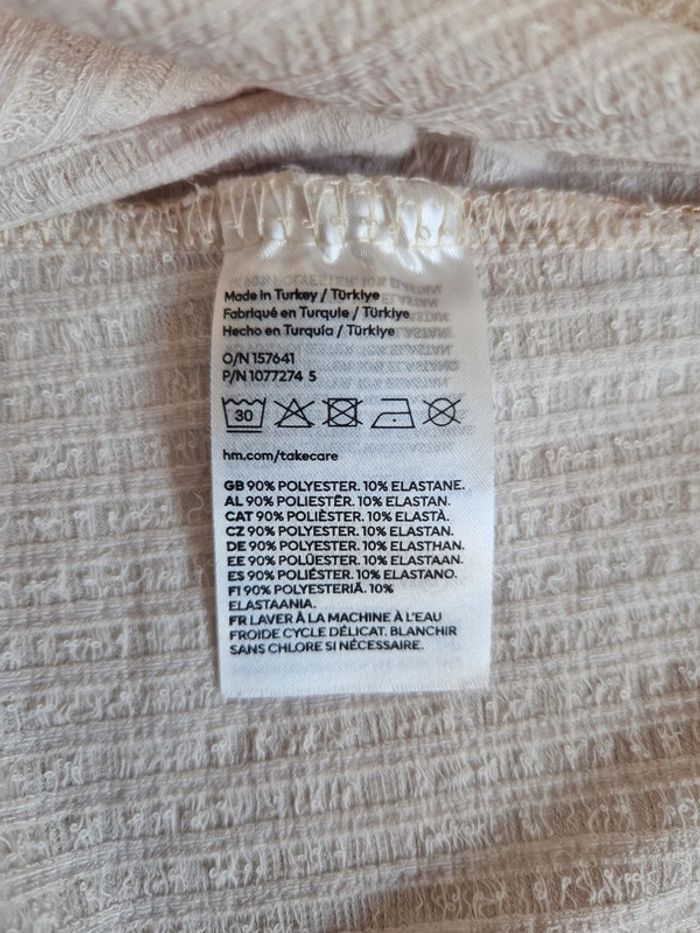 Made in Turkey / Türkiye
Fabriqué en Turquie / Türkiye
Hecho en Turquía / Türkiye
O/N 157641
P/N 1077274 5
30
hm.com/takecare
GB 90% POLYESTER. 10% ELASTANE.
AL 90% POLIESTËR. 10% ELASTAN.
CAT 90% POLIÈSTER. 10% ELASTÀ.
CZ 90% POLYESTER. 10% ELASTAN.
DE 90% POLYESTER. 10% ELASTHAN.
EE 90% POLÜESTER. 10% ELASTAAN.
ES 90% POLIÉSTER. 10% ELASTANO.
FI 90% POLYESTERIÄ. 10%
ELASTAANIA.
FR LAVER À LA MACHINE À L'EAU
FROIDE CYCLE DÉLICAT. BLANCHIR
SANS CHLORE SI NÉCESSAIRE.